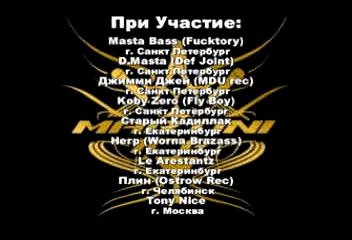 При Участие:
Masta Bass (Fucktory)
г. Санкт Петербург
D.Masta (Def Joint)
г. Санкт Петербург
Джимми Джей (MDU rec)
г. Санкт Петербург
Koby Zero (Fly Boy)
г. Санкт Петербург
Старый Кадиллак
г. Екатеринбург
Негр (Worna Brazass)
г. Екатеринбург
Le Arestantz
г. Екатеринбург
Плин (Ostrow Rec)
г. Челябинск
Tony Nice
г. Москва